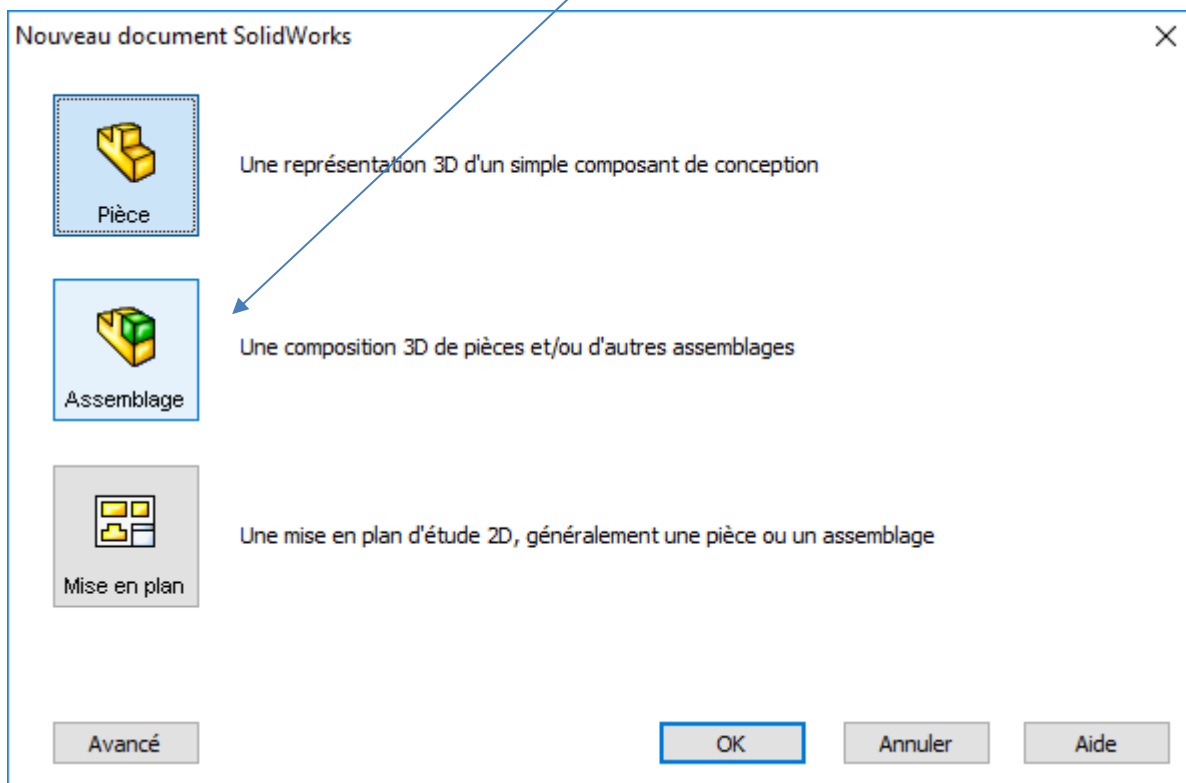 Nouveau document SolidWorks
Pièce
Une représentation 3D d'un simple composant de conception
Assemblage
Une composition 3D de pièces et/ou d'autres assemblages
Mise en plan
Une mise en plan d'étude 2D, généralement une pièce ou un assemblage
Avancé
OK
Annuler
Aide